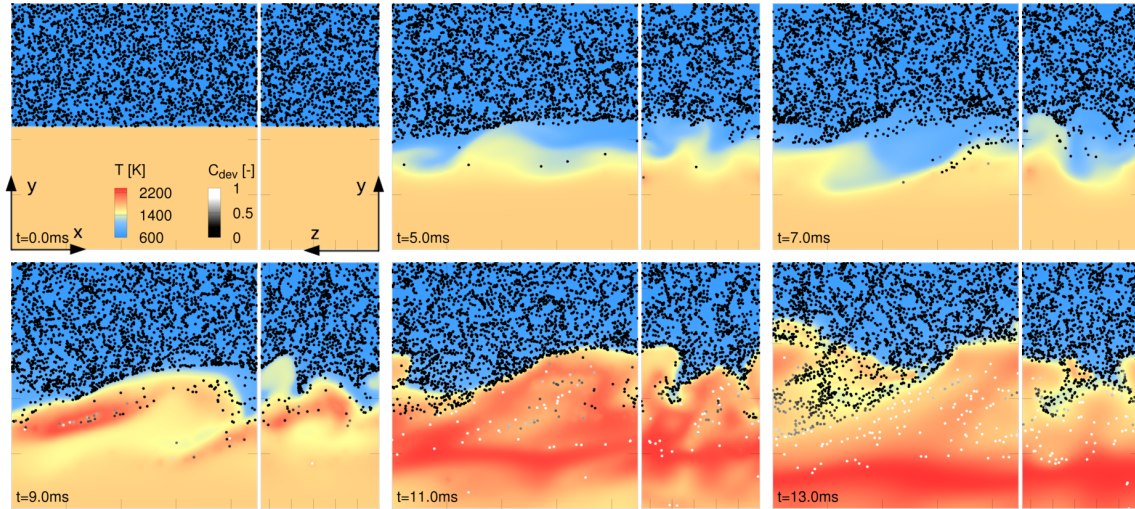 T [K]
2200
1400
600
C_dev [-]
1
0.5
0
y
y
x
z
t=0.0ms
t=5.0ms
t=7.0ms
t=9.0ms
t=11.0ms
t=13.0ms